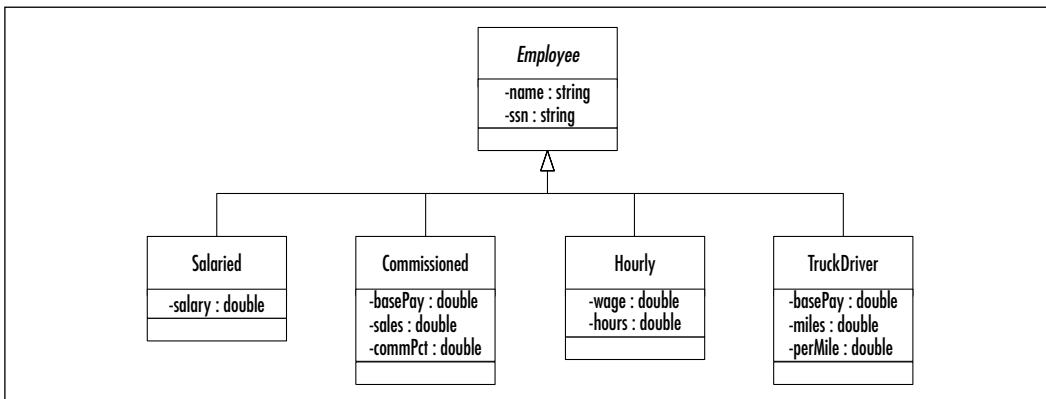 Employee
-name : string
-ssn : string
Salaried
-salary : double
Commissioned
-basePay : double
-sales : double
-commPct : double
Hourly
-wage : double
-hours : double
TruckDriver
-basePay : double
-miles : double
-perMile : double